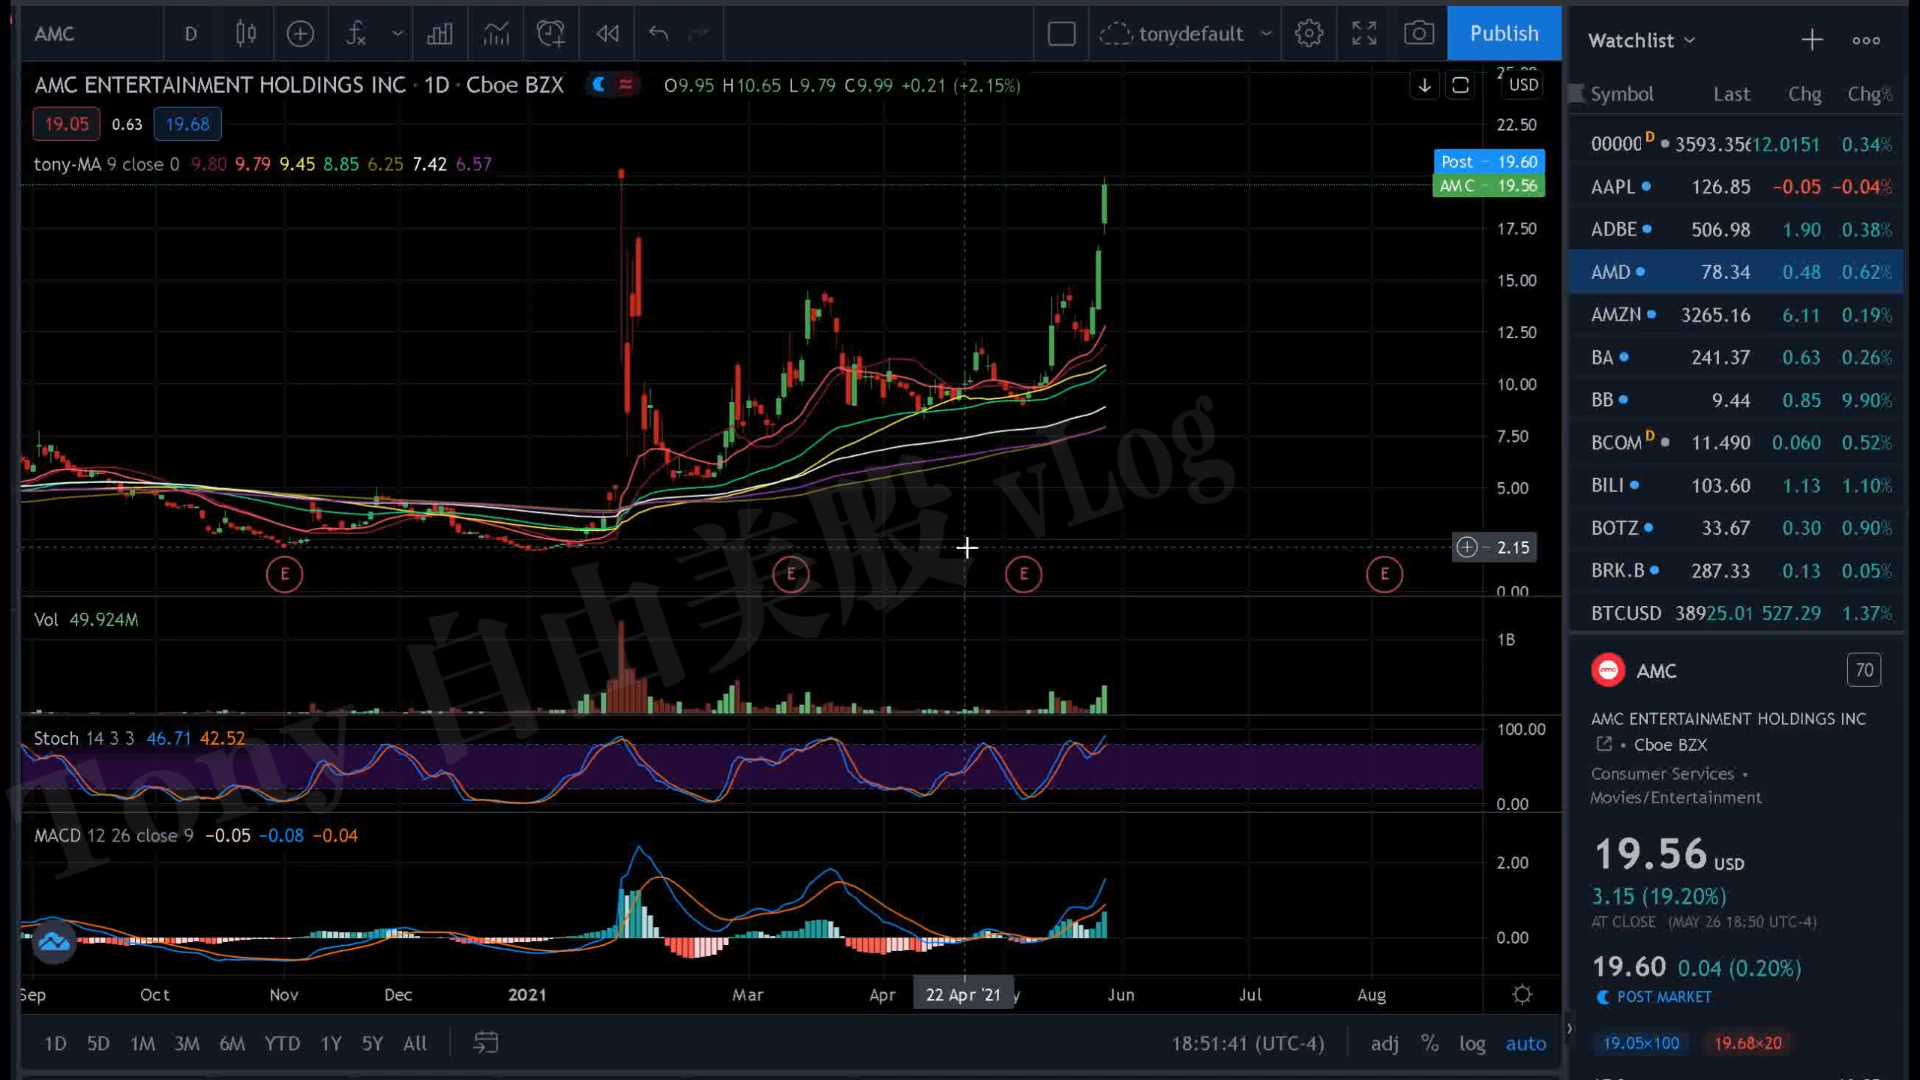 AMC D tonydefault Publish
AMC ENTERTAINMENT HOLDINGS INC · 1D · Cboe BZX O9.95 H10.65 L9.79 C9.99 +0.21 (+2.15%)
19.05 0.63 19.68
tony-MA 9 close 0 9.80 9.79 9.45 8.85 6.25 7.42 6.57
USD
22.50
Post 19.60
AMC 19.56
17.50
15.00
12.50
10.00
7.50
5.00
2.15
0.00
E E E E
Vol 49.924M
1B
Stoch 14 3 3 46.71 42.52
100.00
0.00
MACD 12 26 close 9 −0.05 −0.08 −0.04
2.00
0.00
Sep Oct Nov Dec 2021 Mar Apr 22 Apr '21 Jun Jul Aug
1D 5D 1M 3M 6M YTD 1Y 5Y All 18:51:41 (UTC-4) adj % log auto
Tony 自由美股 vLog
Watchlist
Symbol Last Chg Chg%
00000 D 3593.356 12.0151 0.34%
AAPL 126.85 −0.05 −0.04%
ADBE 506.98 1.90 0.38%
AMD 78.34 0.48 0.62%
AMZN 3265.16 6.11 0.19%
BA 241.37 0.63 0.26%
BB 9.44 0.85 9.90%
BCOM D 11.490 0.060 0.52%
BILI 103.60 1.13 1.10%
BOTZ 33.67 0.30 0.90%
BRK.B 287.33 0.13 0.05%
BTCUSD 38925.01 527.29 1.37%
AMC 70
AMC ENTERTAINMENT HOLDINGS INC
• Cboe BZX
Consumer Services •
Movies/Entertainment
19.56 USD
3.15 (19.20%)
AT CLOSE (MAY 26 18:50 UTC-4)
19.60 0.04 (0.20%)
POST MARKET
19.05×100 19.68×20